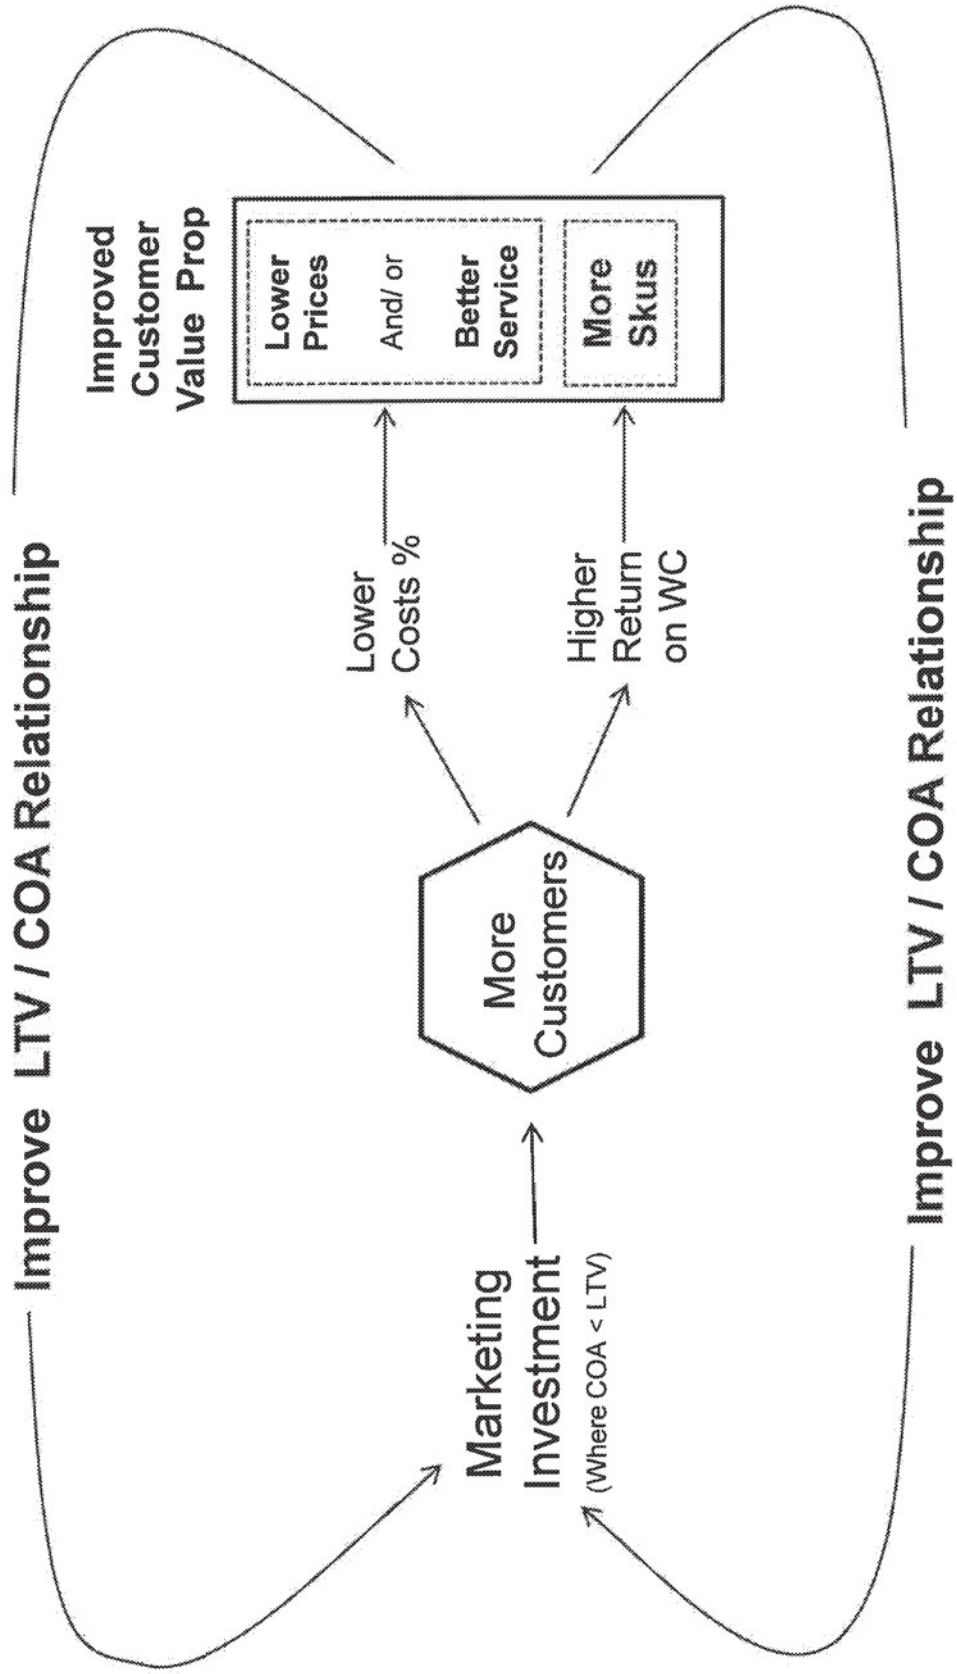 Improve LTV / COA Relationship
Marketing
Investment
(Where COA < LTV)
More
Customers
Lower
Costs %
Higher
Return
on WC
Improved
Customer
Value Prop
Lower
Prices
And/ or
Better
Service
More
Skus
Improve LTV / COA Relationship